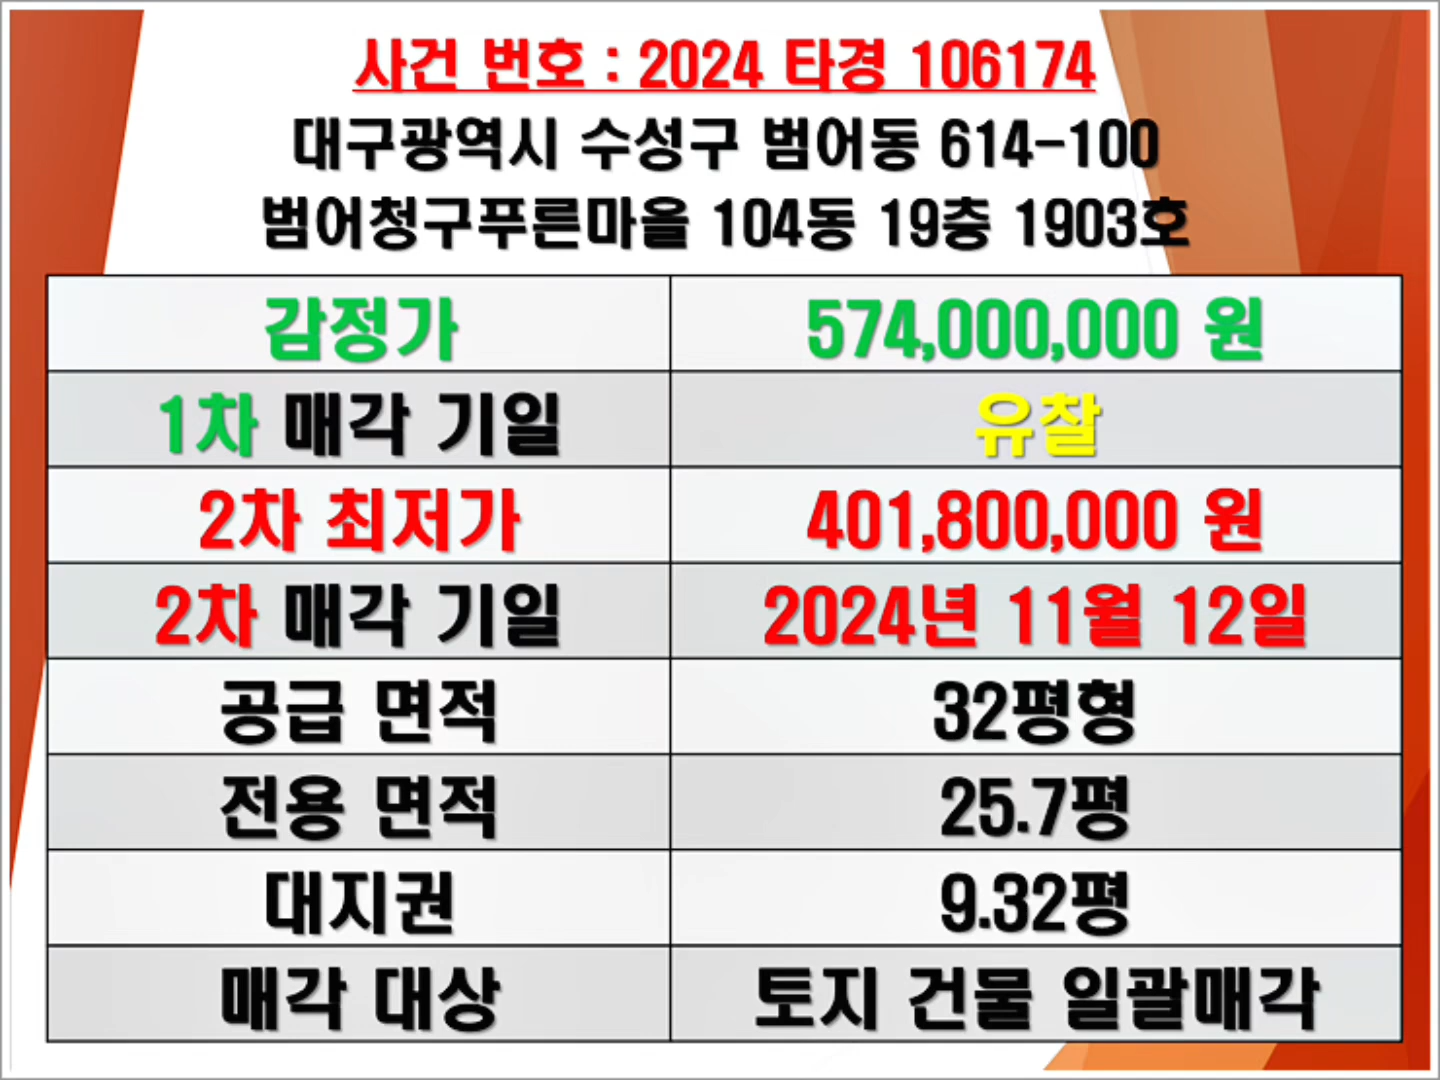 사건 번호 : 2024 타경 106174
대구광역시 수성구 범어동 614-100
범어청구푸른마을 104동 19층 1903호
감정가 574,000,000 원
1차 매각 기일 유찰
2차 최저가 401,800,000 원
2차 매각 기일 2024년 11월 12일
공급 면적 32평형
전용 면적 25.7평
대지권 9.32평
매각 대상 토지 건물 일괄매각